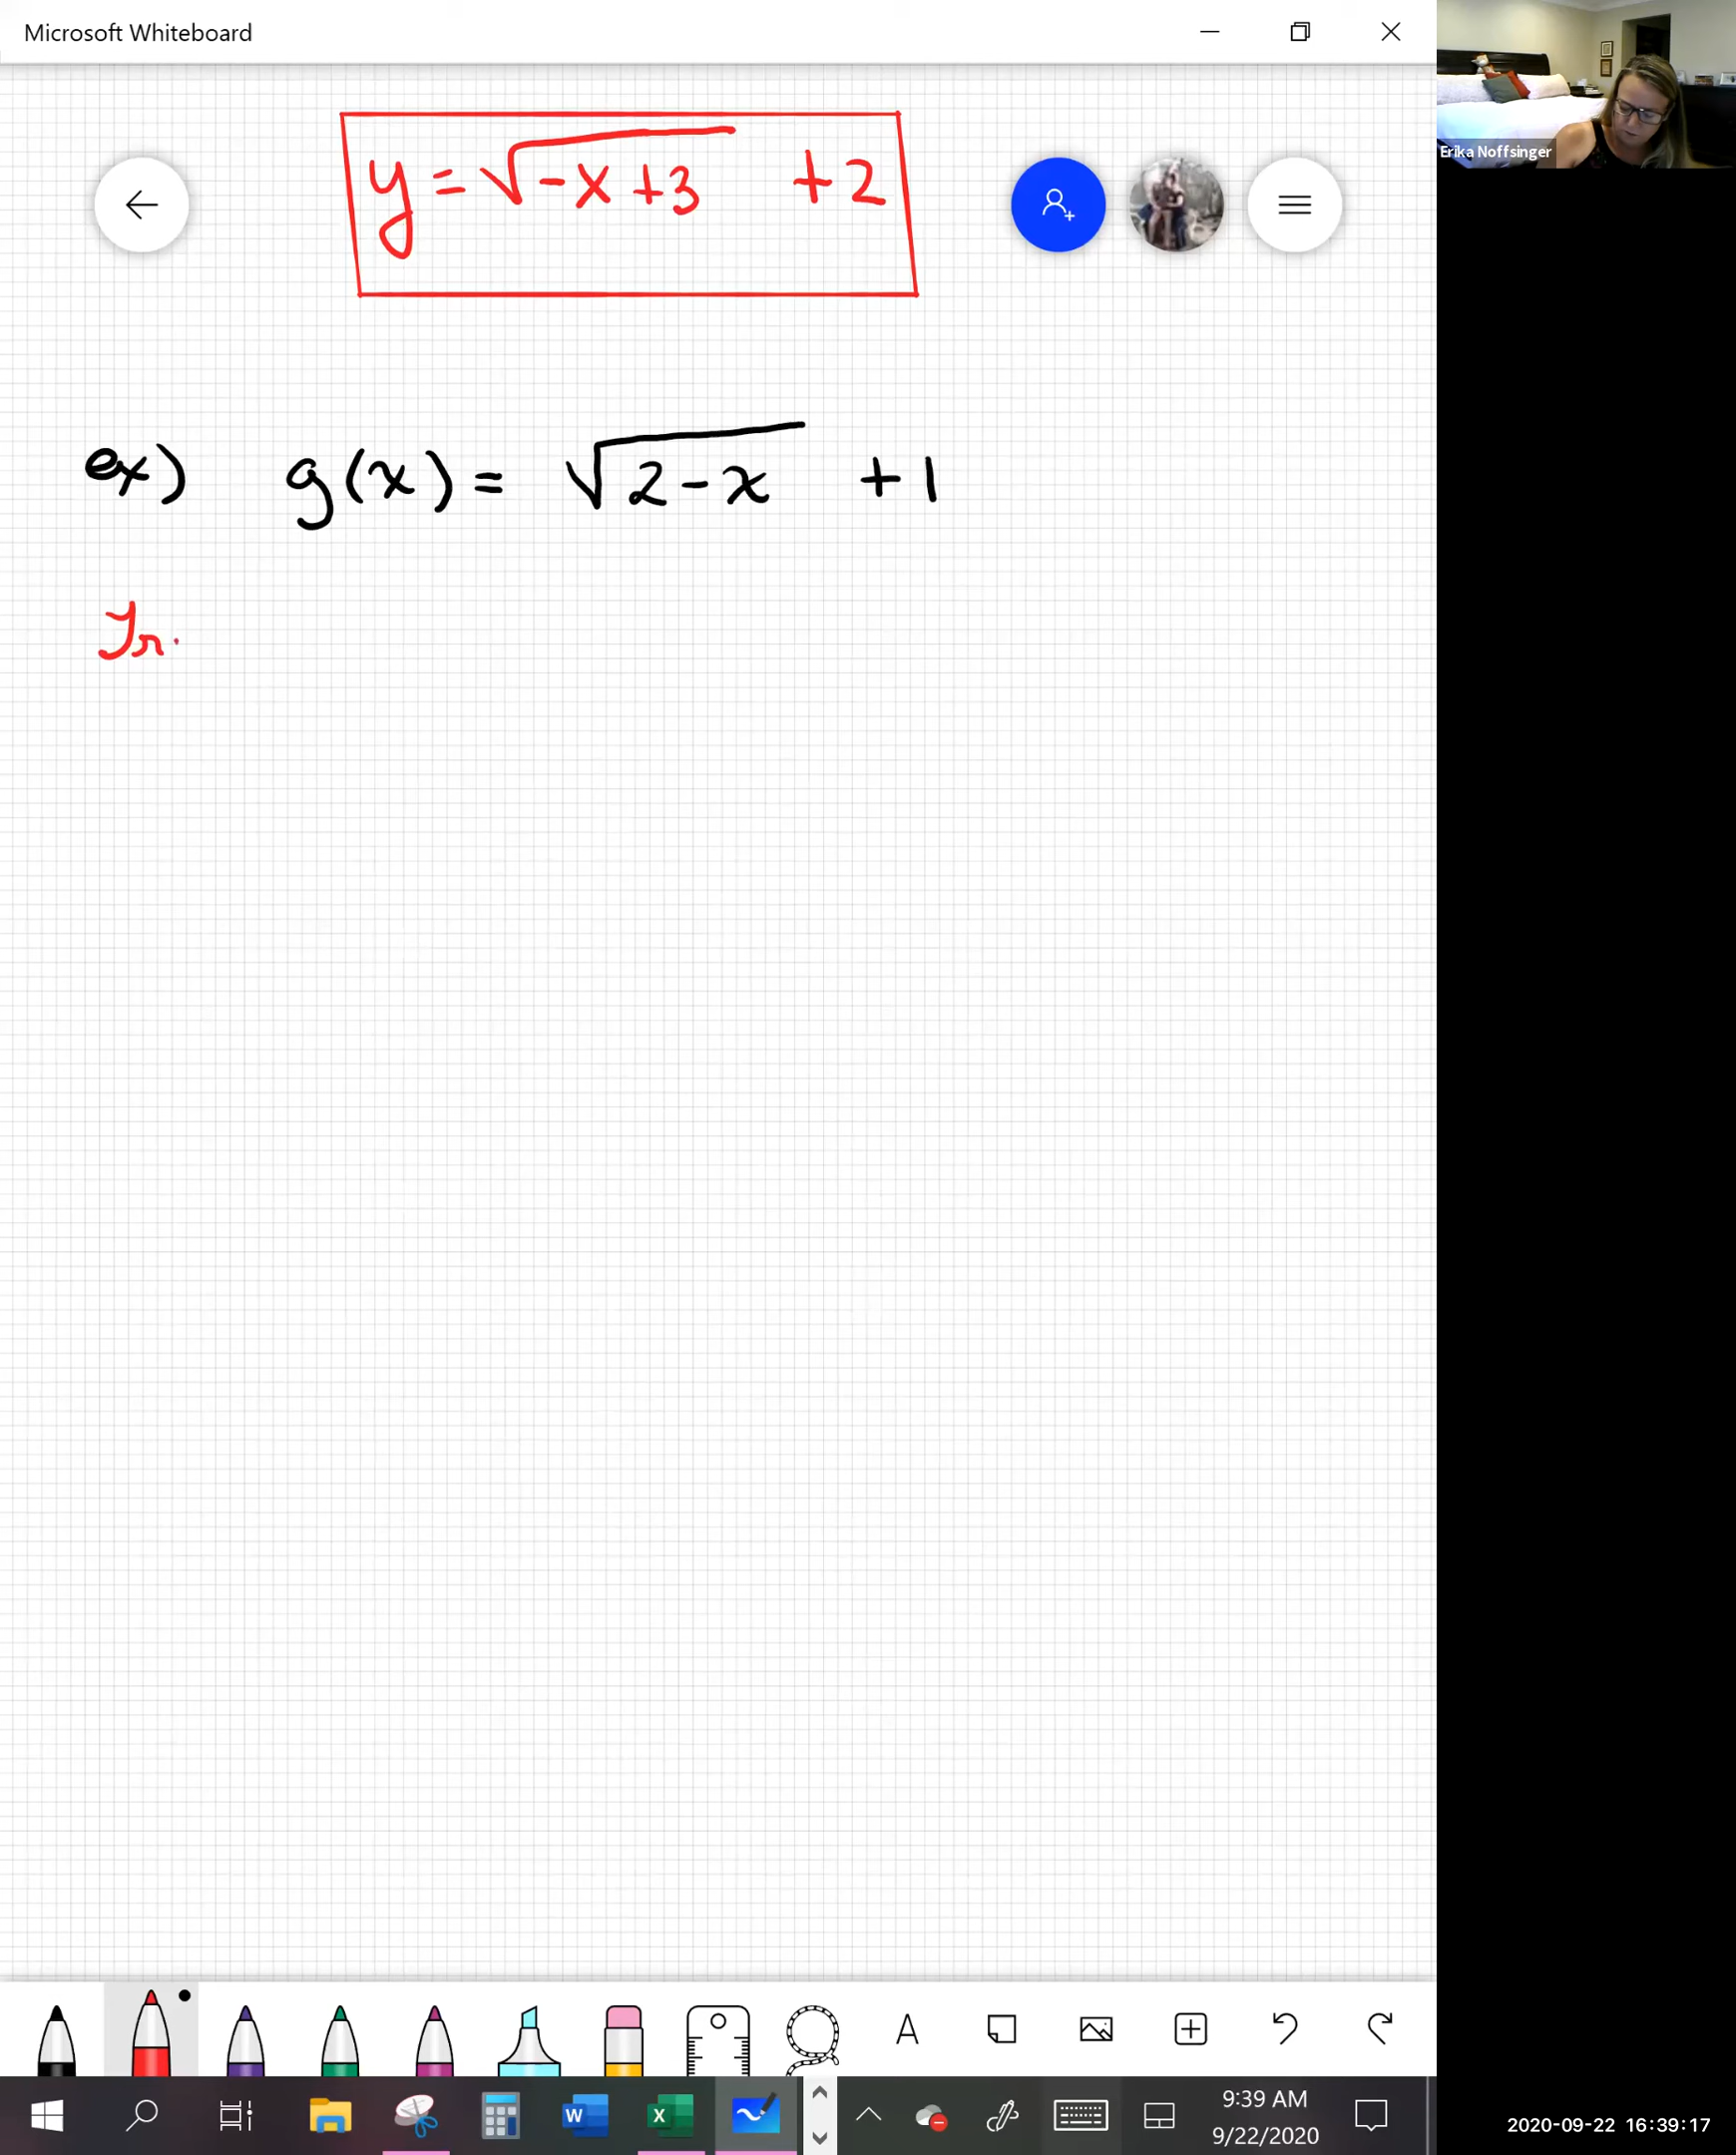 Microsoft Whiteboard
Erika Noffsinger
y = √-x+3 +2
ex) g(x) = √2-x +1
Tr
A
W
X
9:39 AM
9/22/2020
2020-09-22 16:39:17